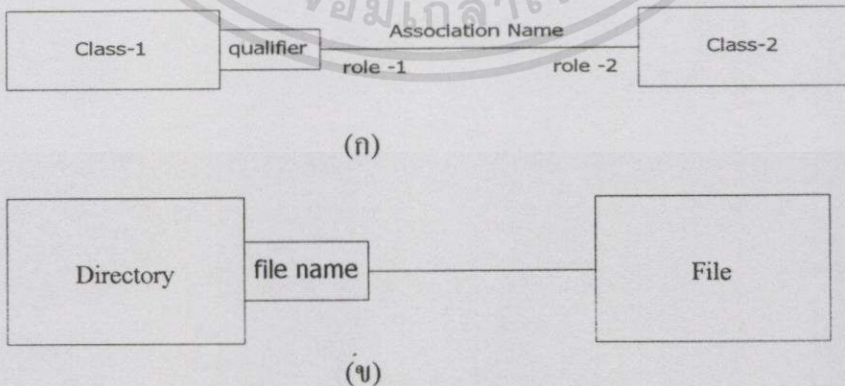 Class-1 qualifier Association Name Class-2
role -1 role -2
(ก)
Directory file name File
(ข)